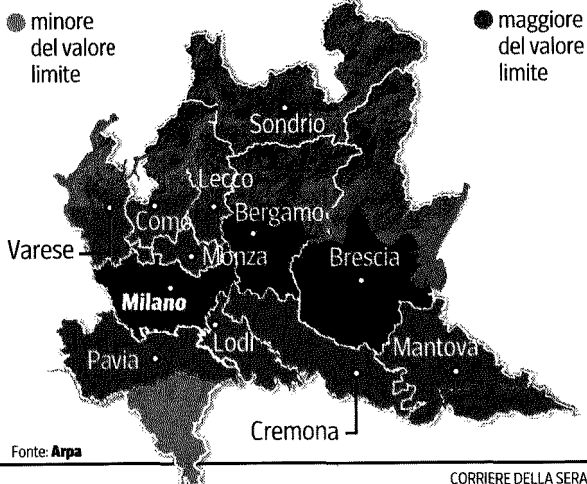 minore
del valore
limite
maggiore
del valore
limite
Sondrio
Lecco
Como
Bergamo
Varese
Monza
Brescia
Milano
Lodi
Pavia
Mantova
Cremona
Fonte: Arpa
CORRIERE DELLA SERA